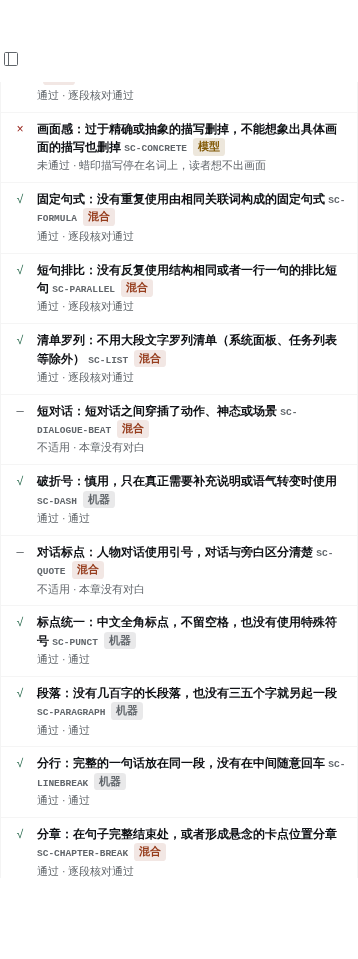 通过 · 逐段核对通过
× 画面感：过于精确或抽象的描写删掉，不能想象出具体画
面的描写也删掉 SC-CONCRETE 模型
未通过 · 蜡印描写停在名词上，读者想不出画面
√ 固定句式：没有重复使用由相同关联词构成的固定句式 SC-
FORMULA 混合
通过 · 逐段核对通过
√ 短句排比：没有反复使用结构相同或者一行一句的排比短
句 SC-PARALLEL 混合
通过 · 逐段核对通过
√ 清单罗列：不用大段文字罗列清单（系统面板、任务列表
等除外） SC-LIST 混合
通过 · 逐段核对通过
— 短对话：短对话之间穿插了动作、神态或场景 SC-
DIALOGUE-BEAT 混合
不适用 · 本章没有对白
√ 破折号：慎用，只在真正需要补充说明或语气转变时使用
SC-DASH 机器
通过 · 通过
— 对话标点：人物对话使用引号，对话与旁白区分清楚 SC-
QUOTE 混合
不适用 · 本章没有对白
√ 标点统一：中文全角标点，不留空格，也没有使用特殊符
号 SC-PUNCT 机器
通过 · 通过
√ 段落：没有几百字的长段落，也没有三五个字就另起一段
SC-PARAGRAPH 机器
通过 · 通过
√ 分行：完整的一句话放在同一段，没有在中间随意回车 SC-
LINEBREAK 机器
通过 · 通过
√ 分章：在句子完整结束处，或者形成悬念的卡点位置分章
SC-CHAPTER-BREAK 混合
通过 · 逐段核对通过